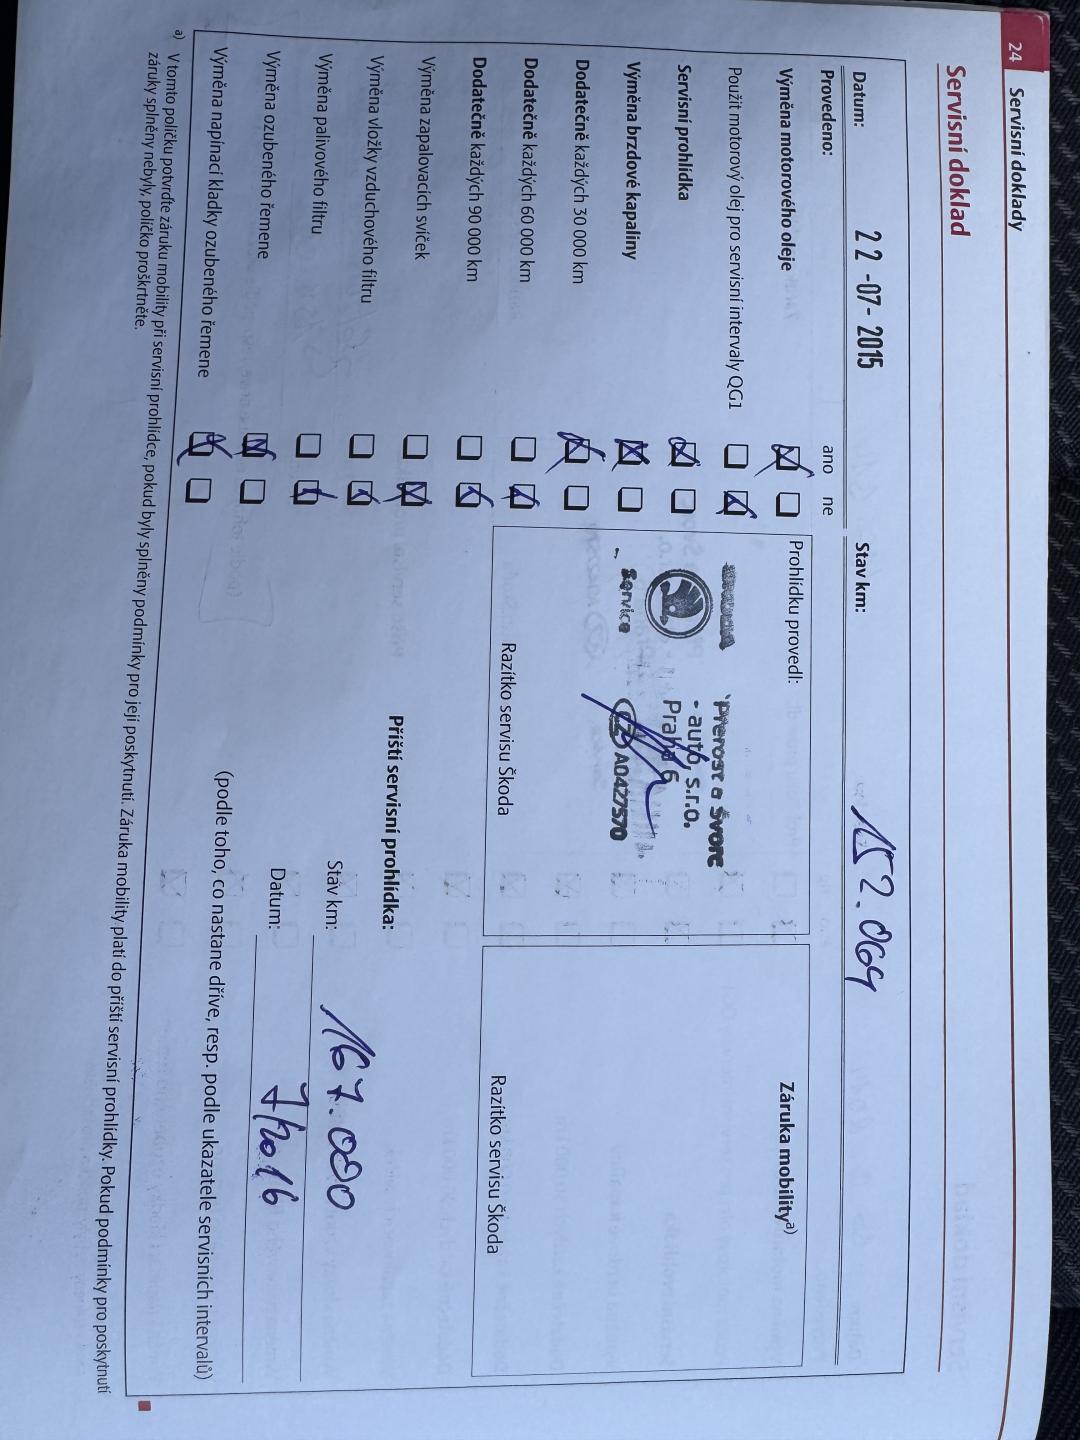 24 Servisní doklady
Servisní doklad
Datum: 22-07-2015 Stav km: 152.069
Provedeno: ano ne
Výměna motorového oleje
Použit motorový olej pro servisní intervaly QG1
Servisní prohlídka
Výměna brzdové kapaliny
Dodatečně každých 30 000 km
Dodatečně každých 60 000 km
Dodatečně každých 90 000 km
Výměna zapalovacích svíček
Výměna vložky vzduchového filtru
Výměna palivového filtru
Výměna ozubeného řemene
Výměna napínací kladky ozubeného řemene
Prohlídku provedl:
Přerost a Švorc
- auto, s.r.o.
Praha 6
Service A0427570
Razítko servisu Škoda
Záruka mobility a)
Razítko servisu Škoda
Příští servisní prohlídka:
Stav km: 167.000
Datum: 7/2016
(podle toho, co nastane dříve, resp. podle ukazatele servisních intervalů)
a) V tomto políčku potvrďte záruku mobility při servisní prohlídce, pokud byly splněny podmínky pro její poskytnutí. Záruka mobility platí do příští servisní prohlídky. Pokud podmínky pro poskytnutí
záruky splněny nebyly, políčko proškrtněte.